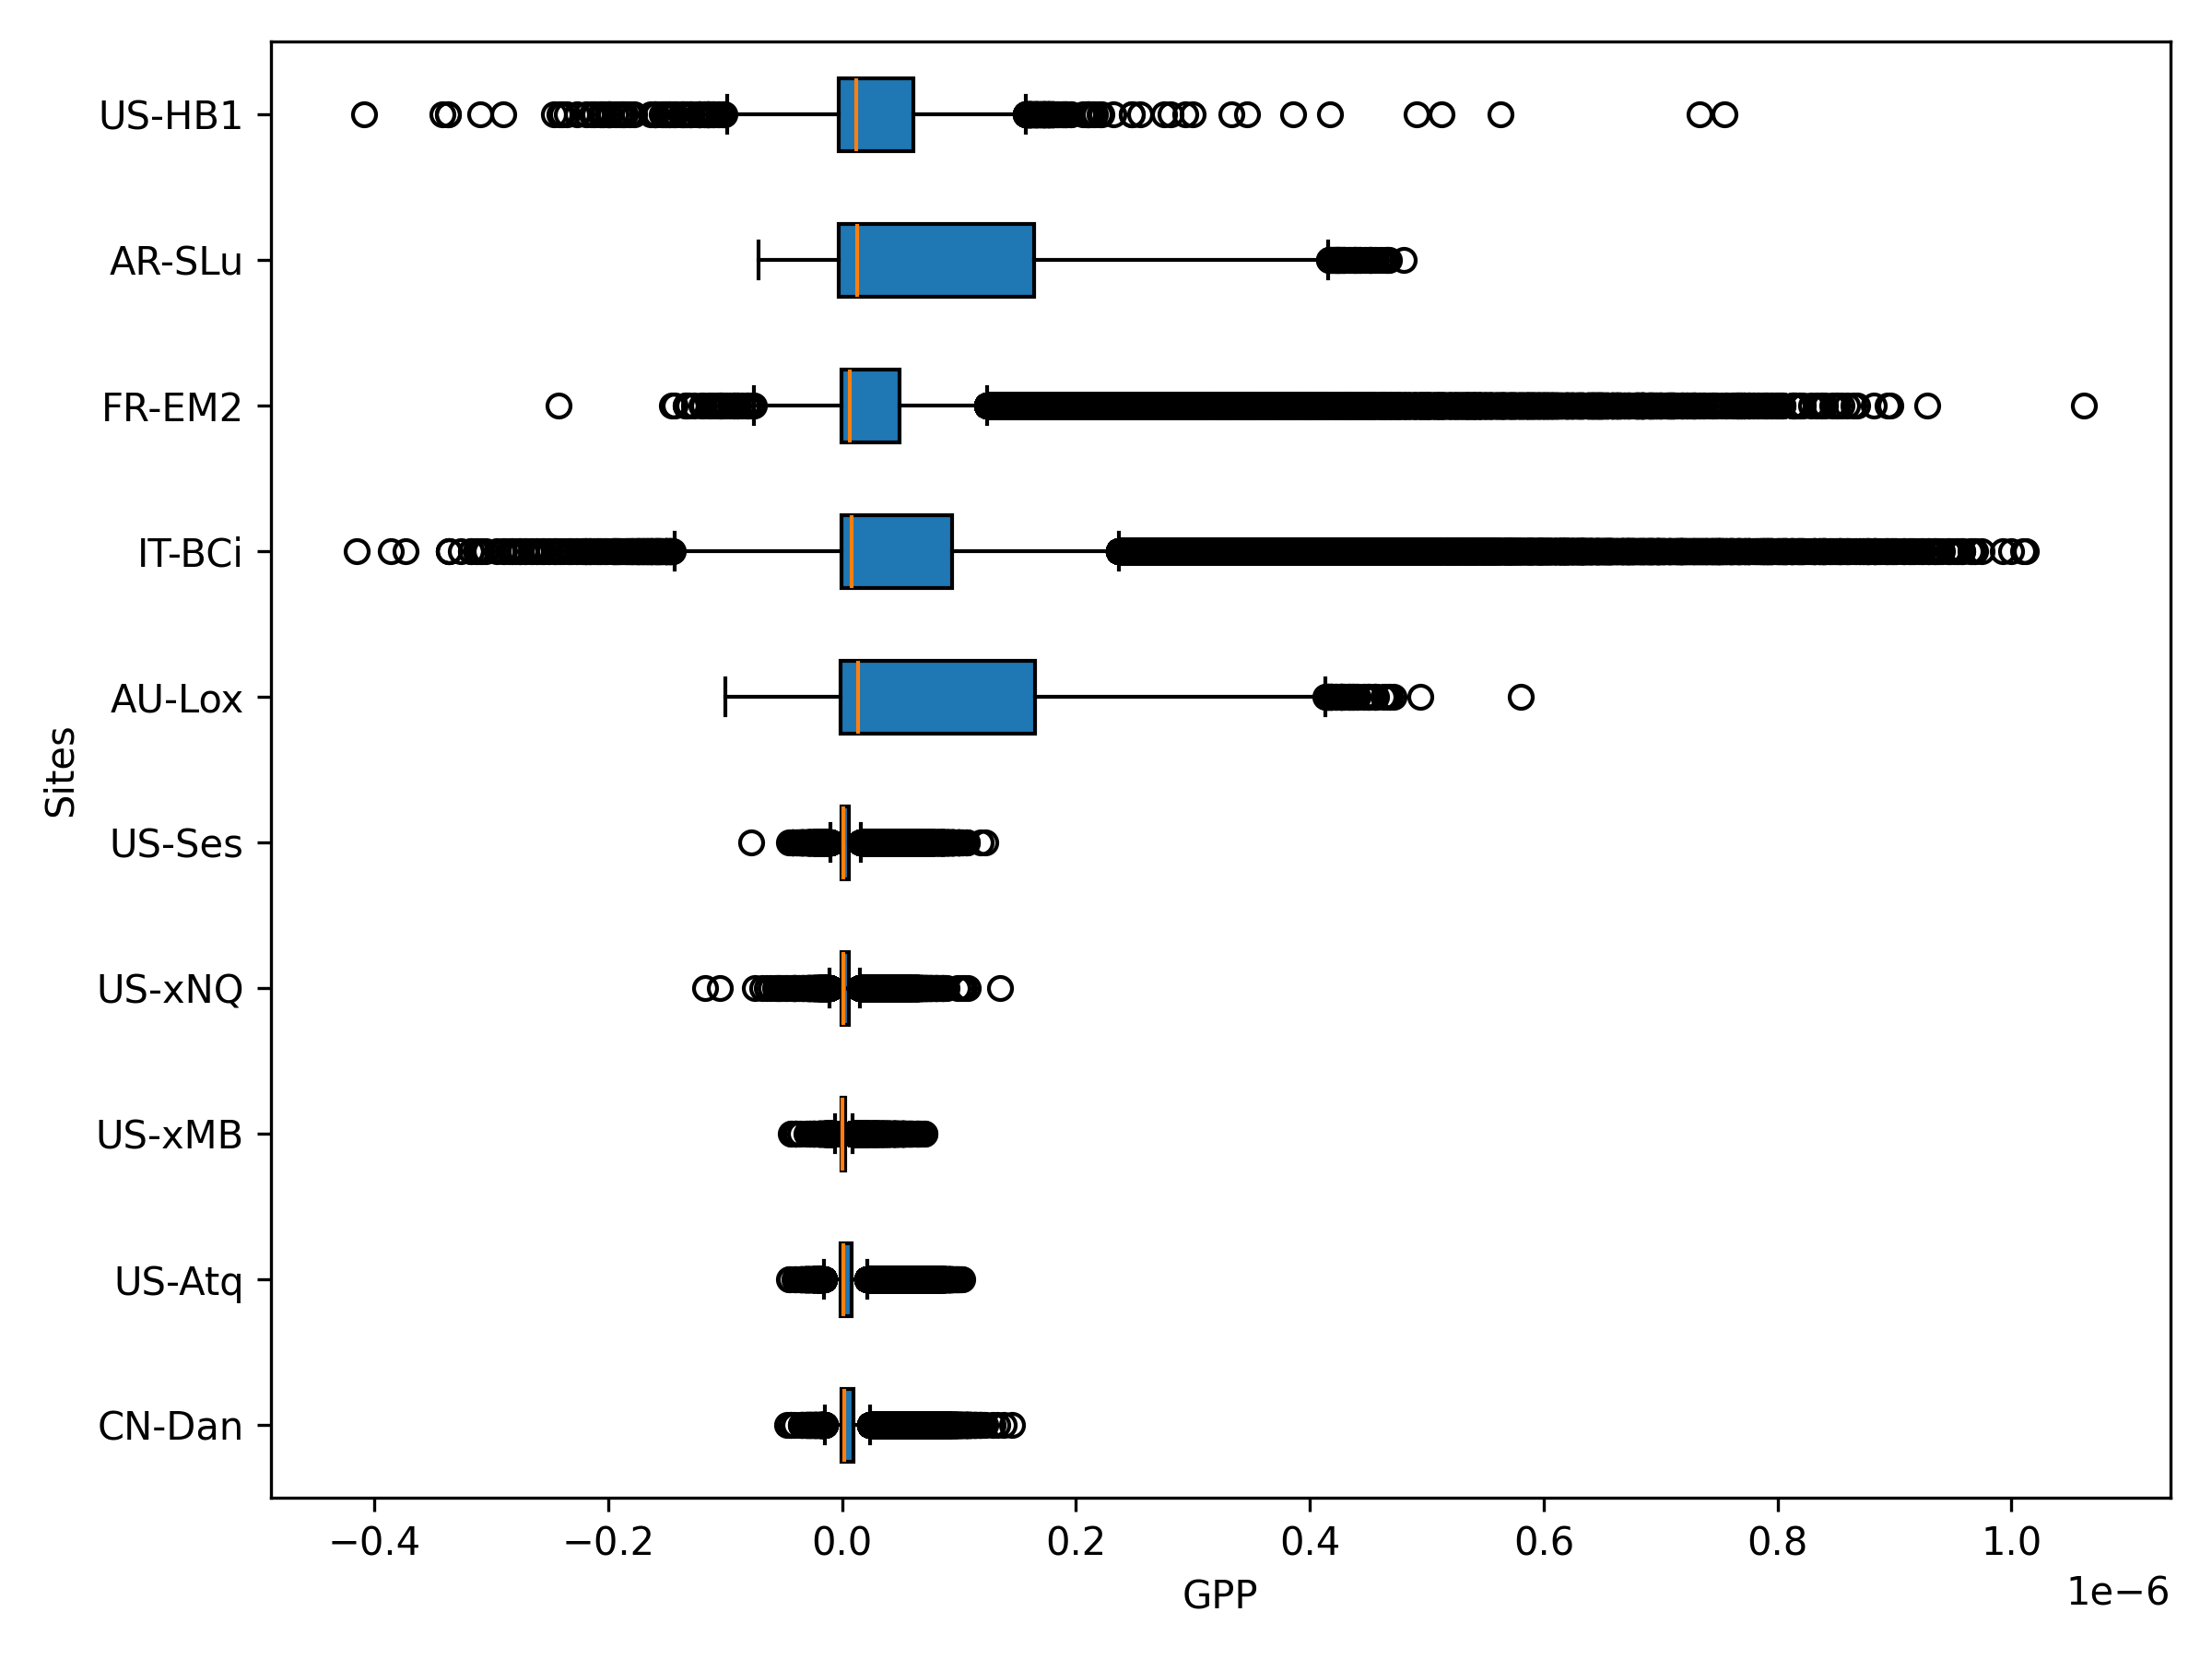 US-HB1
AR-SLu
FR-EM2
IT-BCi
AU-Lox
US-Ses
US-xNQ
US-xMB
US-Atq
CN-Dan
Sites
−0.4 −0.2 0.0 0.2 0.4 0.6 0.8 1.0
GPP
1e−6